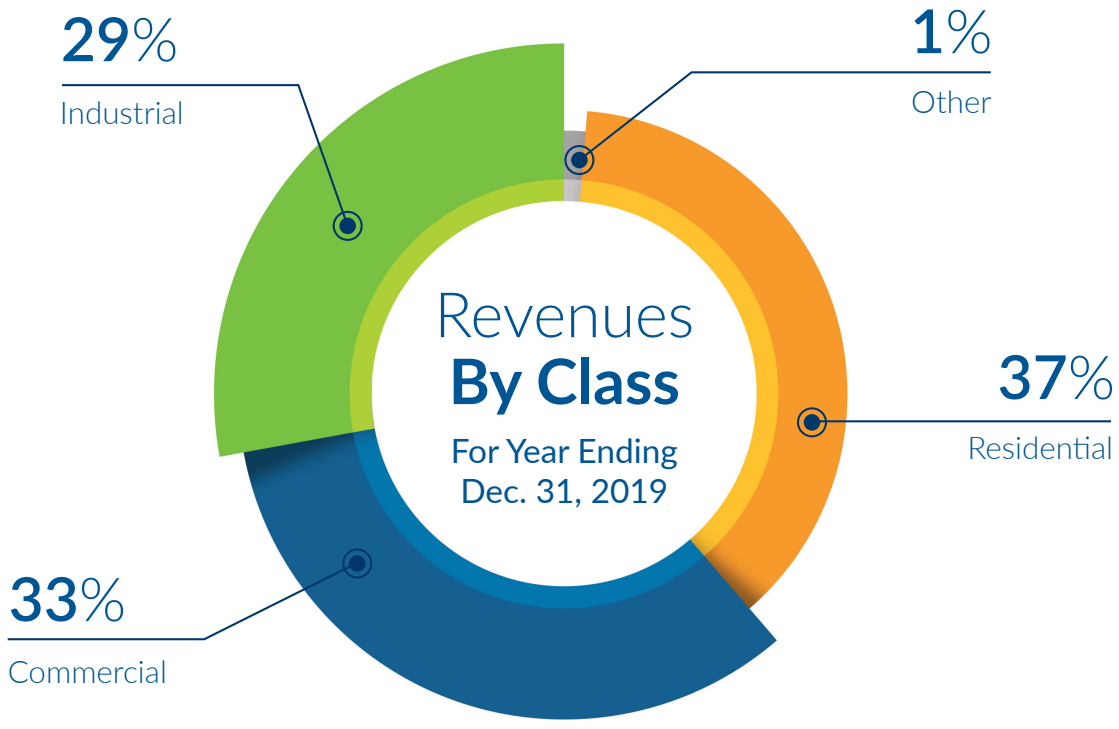 29%
Industrial
1%
Other
Revenues
By Class
For Year Ending
Dec. 31, 2019
37%
Residential
33%
Commercial